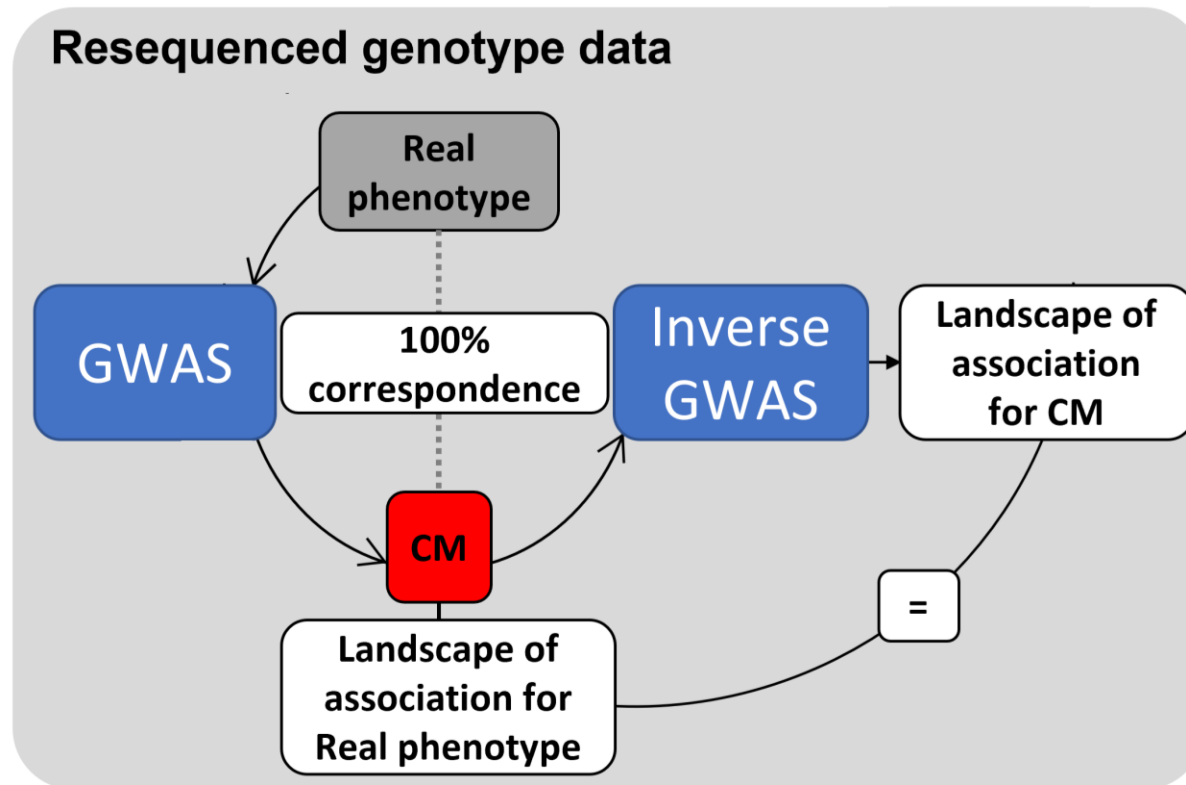 Resequenced genotype data
Real
phenotype
GWAS
100%
correspondence
Inverse
GWAS
Landscape of
association
for CM
CM
=
Landscape of
association for
Real phenotype